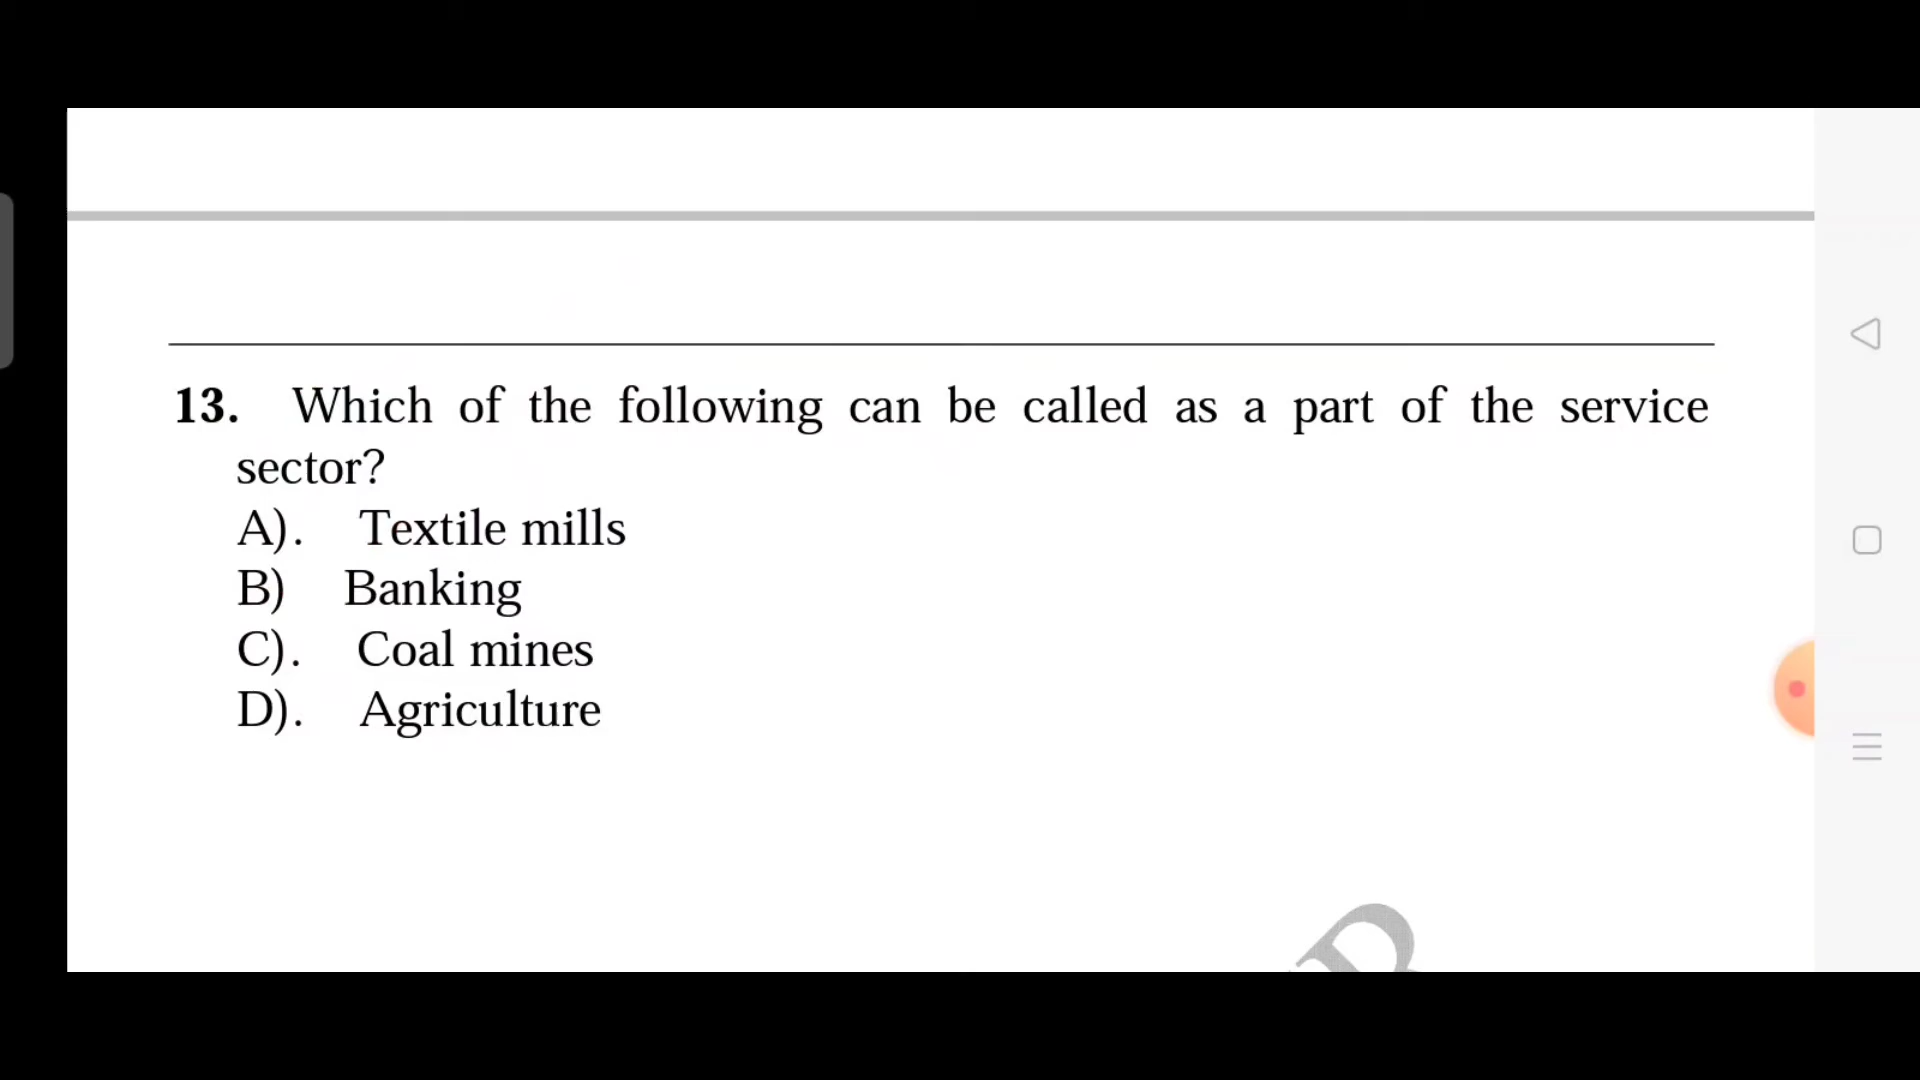 13. Which of the following can be called as a part of the service
sector?
A). Textile mills
B) Banking
C). Coal mines
D). Agriculture